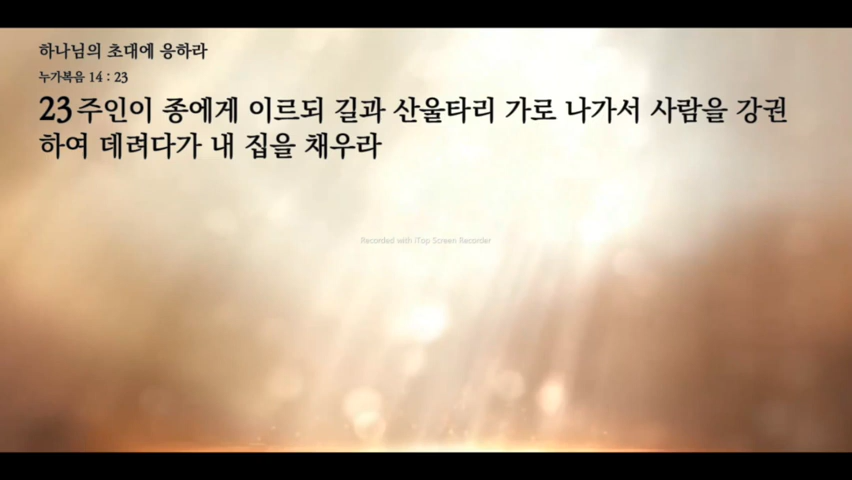 하나님의 초대에 응하라
누가복음 14 : 23
23 주인이 종에게 이르되 길과 산울타리 가로 나가서 사람을 강권
하여 데려다가 내 집을 채우라
Recorded with iTop Screen Recorder